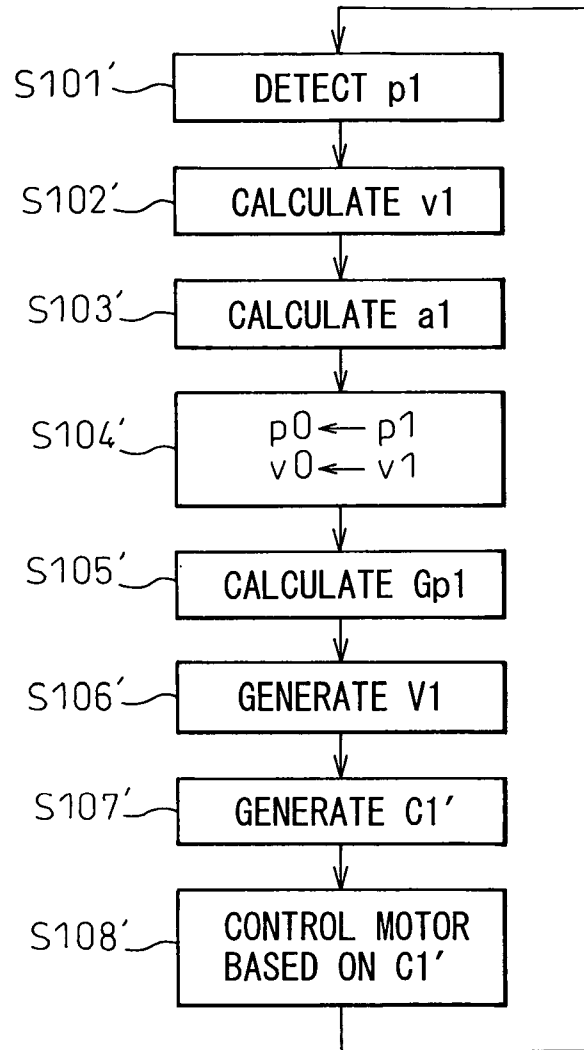 S101′ DETECT p1
S102′ CALCULATE v1
S103′ CALCULATE a1
S104′ p0 ← p1
v0 ← v1
S105′ CALCULATE Gp1
S106′ GENERATE V1
S107′ GENERATE C1′
S108′ CONTROL MOTOR
BASED ON C1′